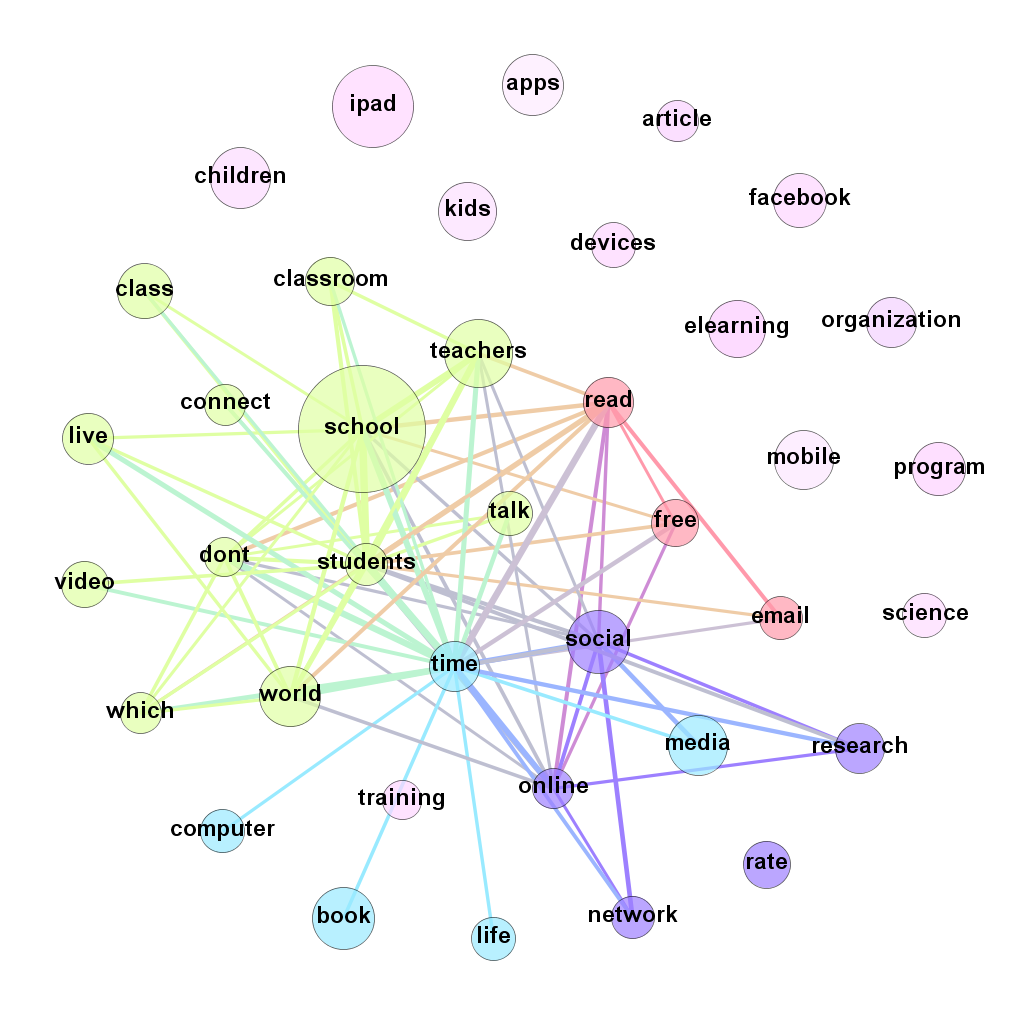 apps
ipad
article
children
facebook
kids
devices
classroom
class
organization
elearning
teachers
read
connect
school
live
mobile
program
talk
free
dont
students
video
science
email
social
time
world
which
media
research
online
training
computer
rate
book
network
life